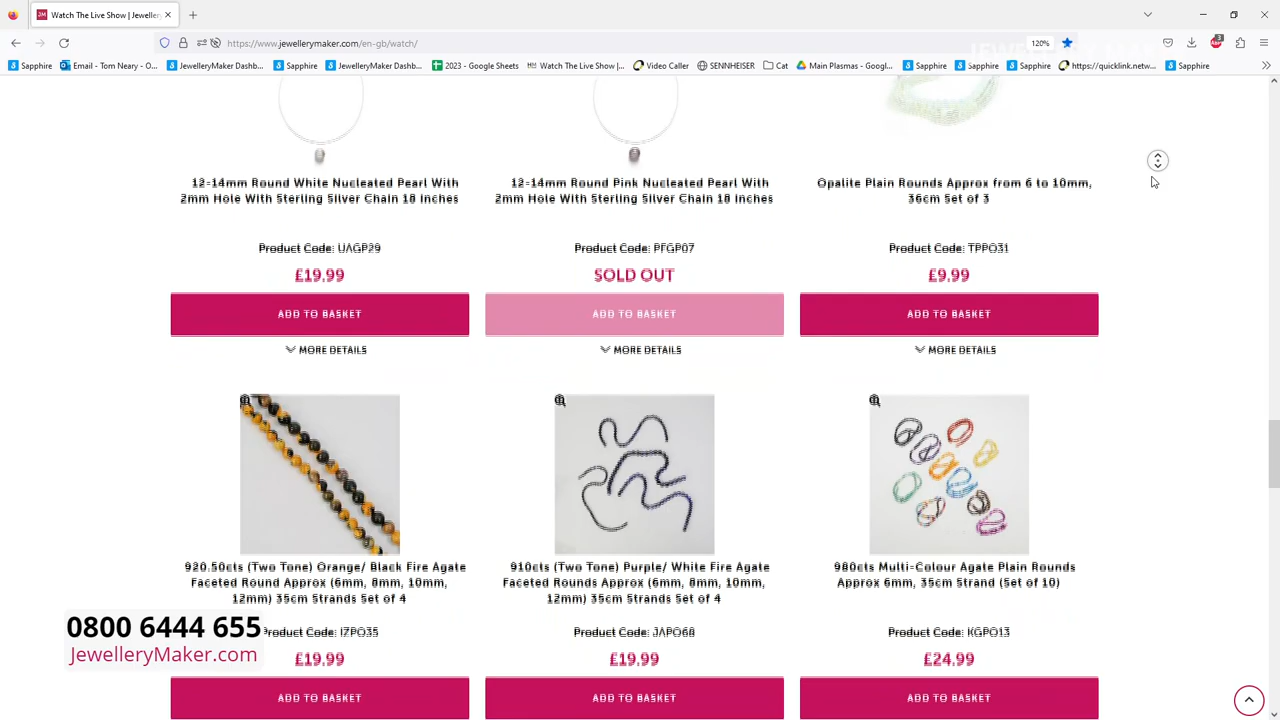 Watch The Live Show | Jeweller
https://www.jewellerymaker.com/en-gb/watch/
120%
3
Sapphire
Email - Tom Neary - O...
JewelleryMaker Dashb...
Sapphire
JewelleryMaker Dashb...
2023 - Google Sheets
Watch The Live Show |...
Video Caller
SENNHEISER
Cat
Main Plasmas - Googl...
Sapphire
Sapphire
Sapphire
https://quicklink.netw...
Sapphire
12-14mm Round White Nucleated Pearl With
2mm Hole With Sterling Silver Chain 18 Inches
Product Code: UAGP29
£19.99
ADD TO BASKET
MORE DETAILS
12-14mm Round Pink Nucleated Pearl With
2mm Hole With Sterling Silver Chain 18 Inches
Product Code: PFGP07
SOLD OUT
ADD TO BASKET
MORE DETAILS
Opalite Plain Rounds Approx from 6 to 10mm,
36cm Set of 3
Product Code: TPPO31
£9.99
ADD TO BASKET
MORE DETAILS
920.50cts (Two Tone) Orange/ Black Fire Agate
Faceted Round Approx (6mm, 8mm, 10mm,
12mm) 35cm Strands Set of 4
Product Code: IZPO35
£19.99
ADD TO BASKET
910cts (Two Tone) Purple/ White Fire Agate
Faceted Rounds Approx (6mm, 8mm, 10mm,
12mm) 35cm Strands Set of 4
Product Code: JAPO68
£19.99
ADD TO BASKET
980cts Multi-Colour Agate Plain Rounds
Approx 6mm, 35cm Strand (Set of 10)
Product Code: KGPO13
£24.99
ADD TO BASKET
0800 6444 655
JewelleryMaker.com